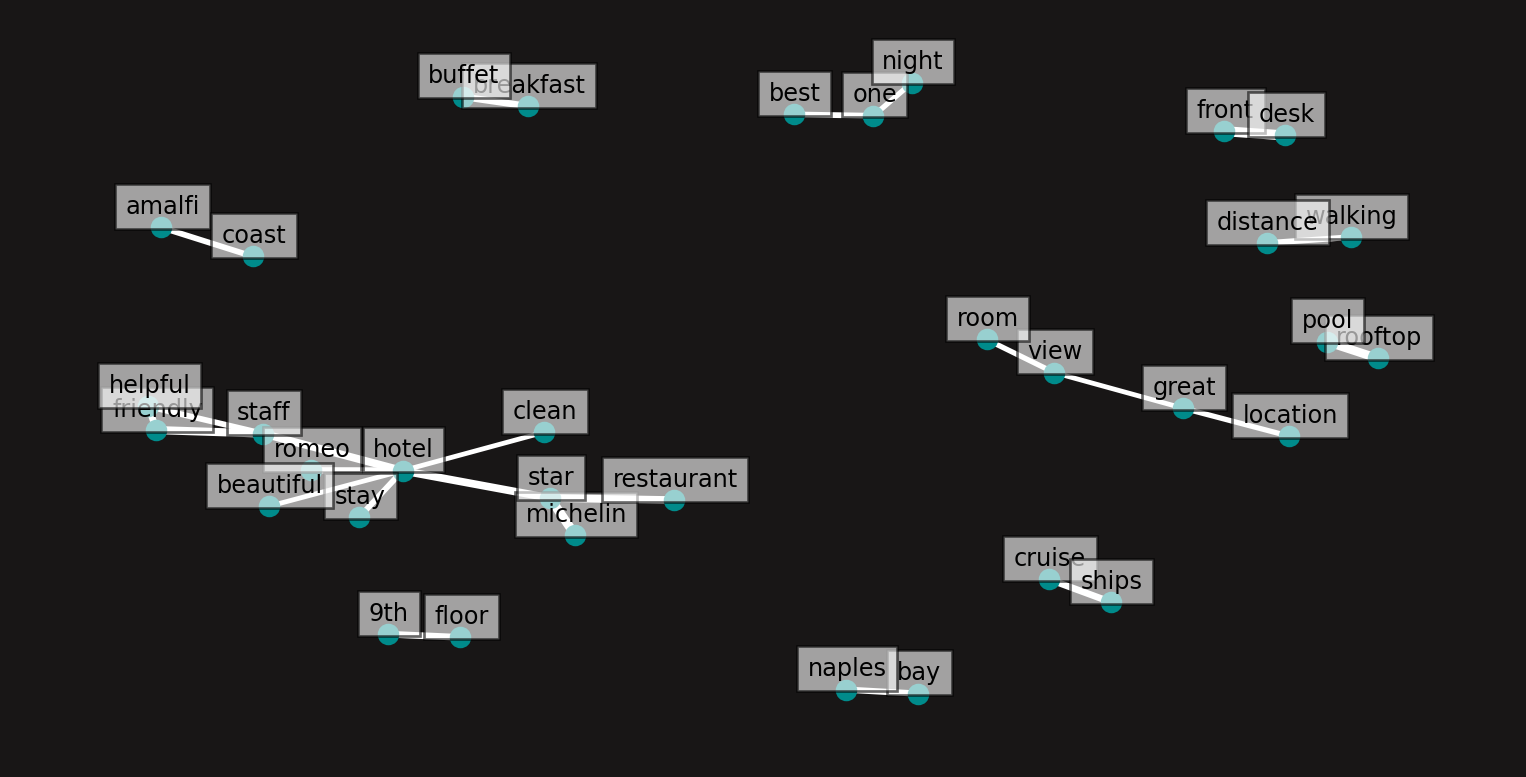 night
buffet
breakfast
best
one
front
desk
amalfi
coast
distance
walking
room
view
pool
rooftop
great
location
helpful
friendly
staff
clean
romeo
hotel
beautiful
stay
star
restaurant
michelin
cruise
ships
9th
floor
naples
bay